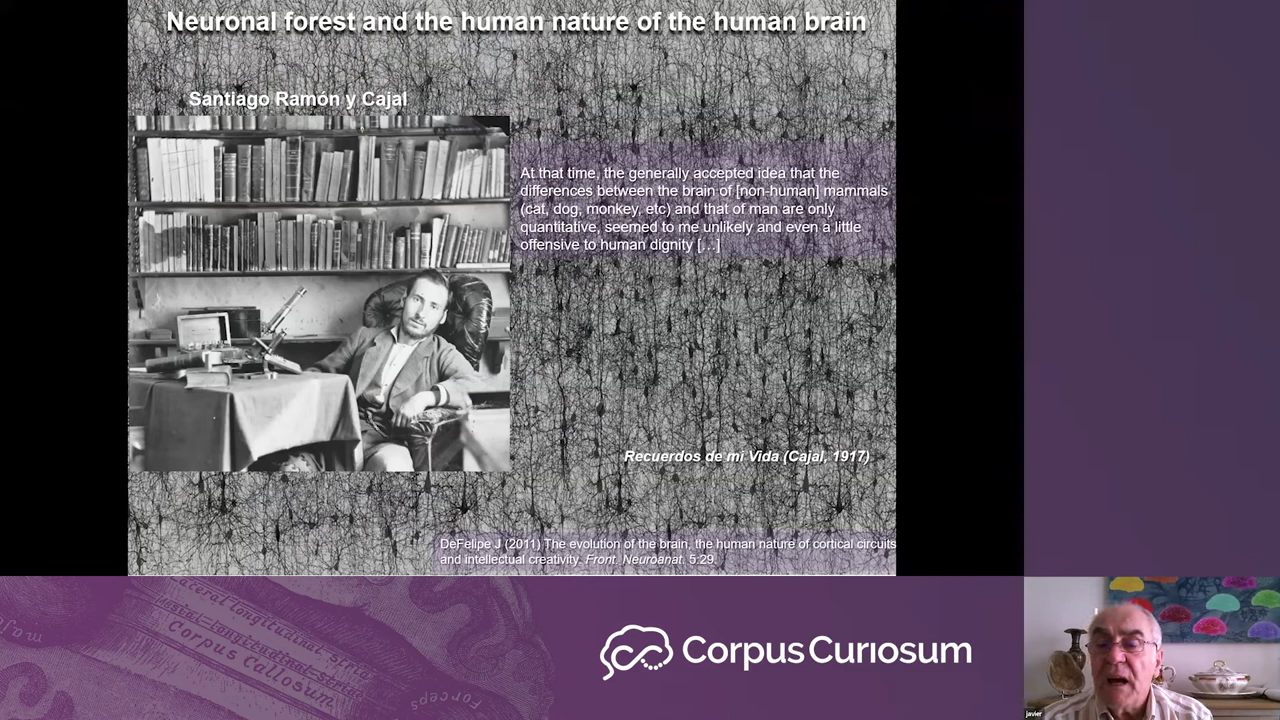 Neuronal forest and the human nature of the human brain
Santiago Ramón y Cajal
At that time, the generally accepted idea that the
differences between the brain of [non-human] mammals
(cat, dog, monkey, etc) and that of man are only
quantitative, seemed to me unlikely and even a little
offensive to human dignity […]
Recuerdos de mi Vida (Cajal, 1917)
DeFelipe J (2011) The evolution of the brain, the human nature of cortical circuits
and intellectual creativity. Front. Neuroanat. 5:29.
Lateral longitudinal striæ
Corpus Callosum
Forceps
Corpus Curiosum
javier